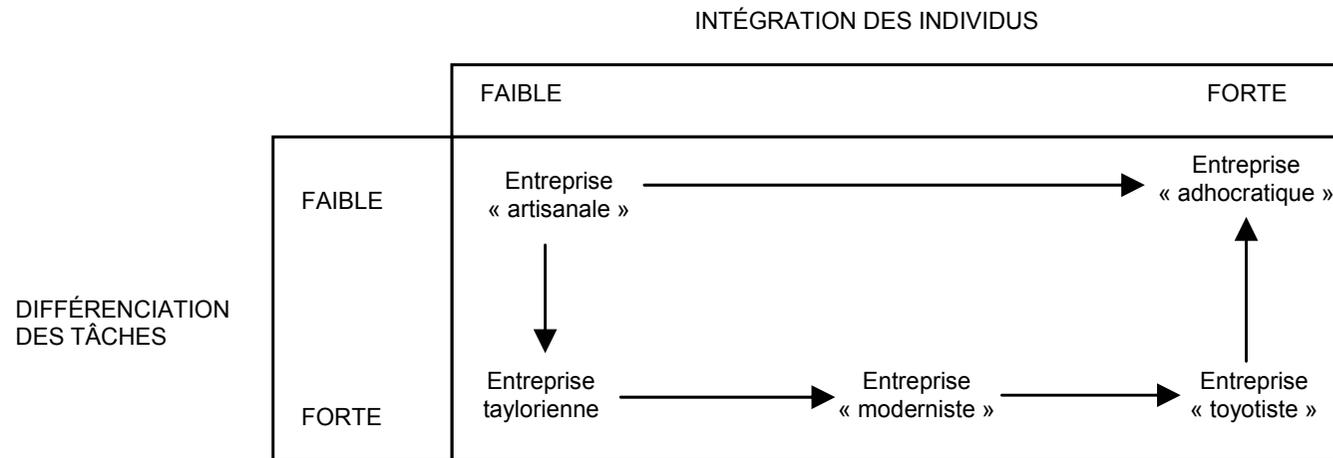 INTÉGRATION DES INDIVIDUS
FAIBLE
FORTE
FAIBLE
Entreprise
« artisanale »
Entreprise
« adhocratique »
DIFFÉRENCIATION
DES TÂCHES
FORTE
Entreprise
taylorienne
Entreprise
« moderniste »
Entreprise
« toyotiste »